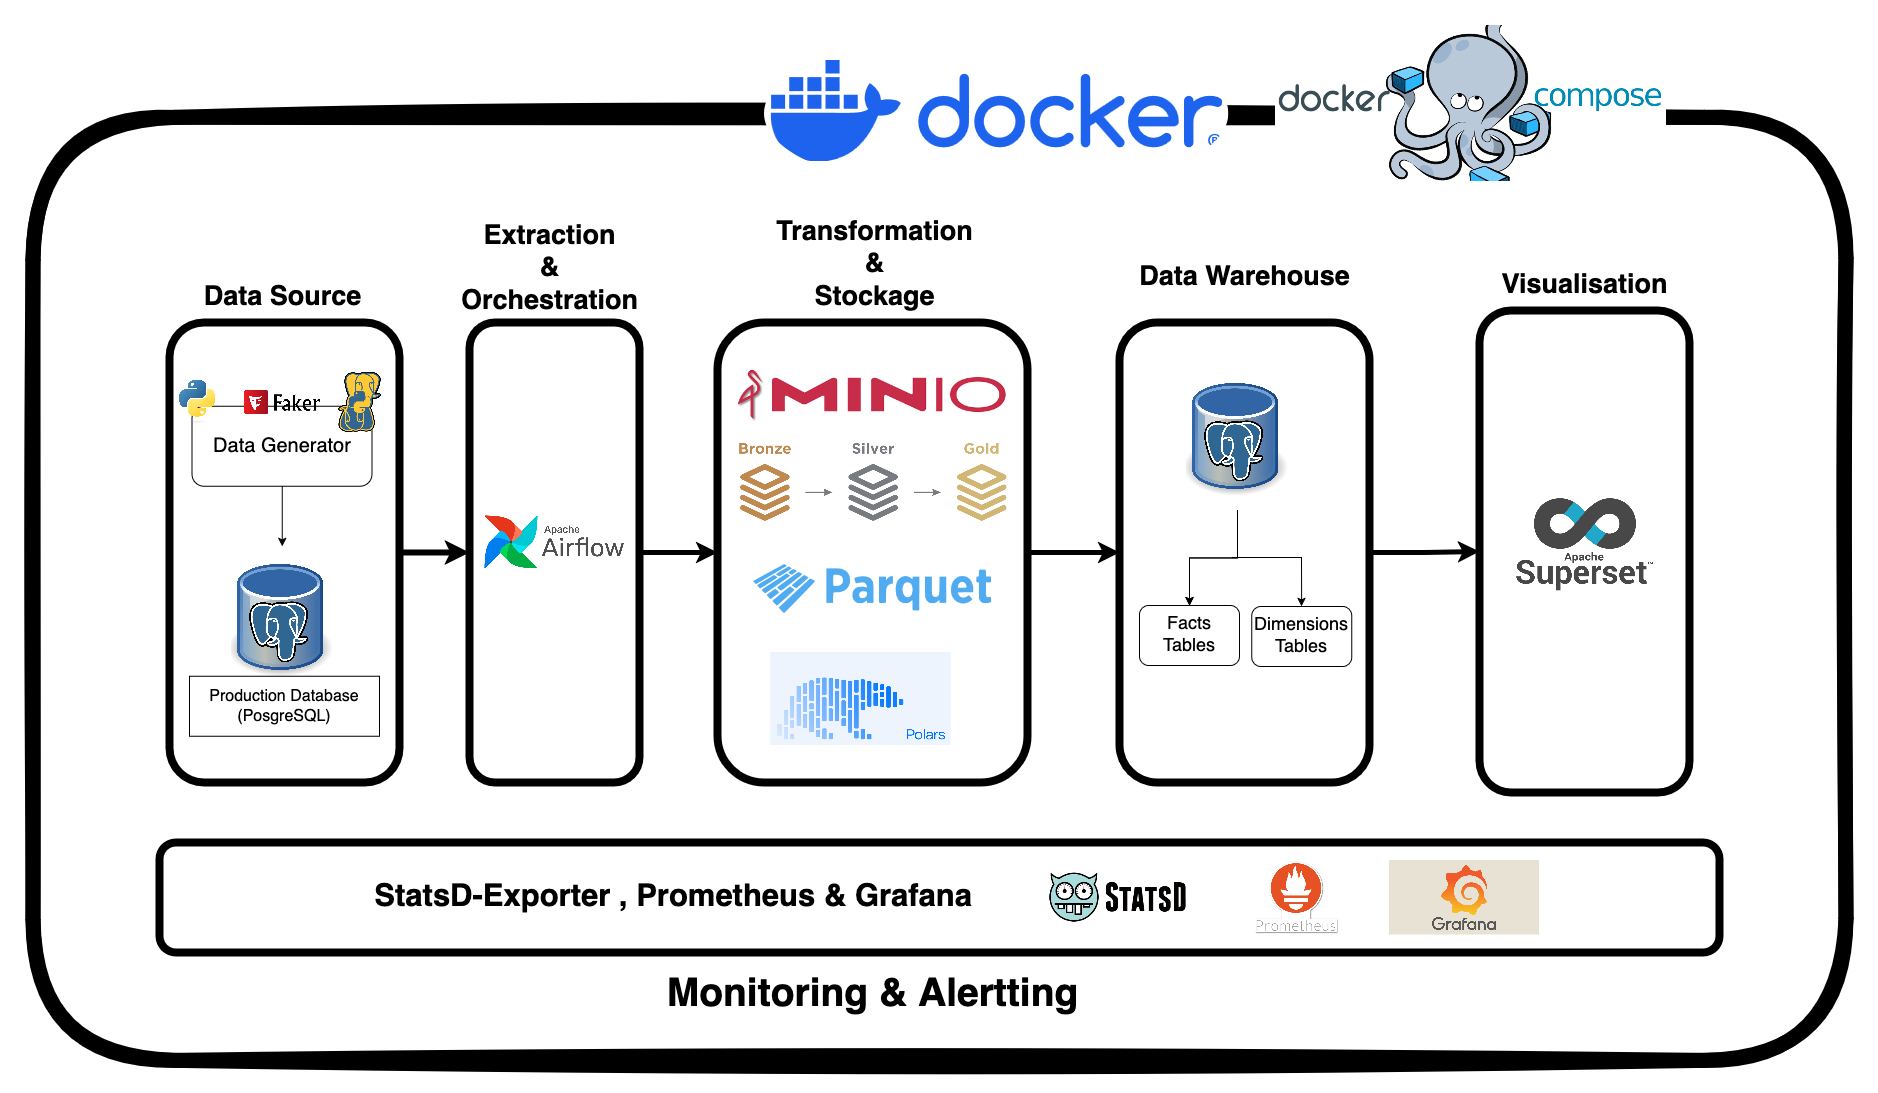 docker
docker compose
Data Source
Extraction
&
Orchestration
Transformation
&
Stockage
Data Warehouse
Visualisation
Faker
Data Generator
Production Database
(PosgreSQL)
Apache
Airflow
MINIO
Bronze
Silver
Gold
Parquet
Polars
Facts
Tables
Dimensions
Tables
Apache
Superset™
StatsD-Exporter , Prometheus & Grafana
STATSD
Prometheus
Grafana
Monitoring & Alertting